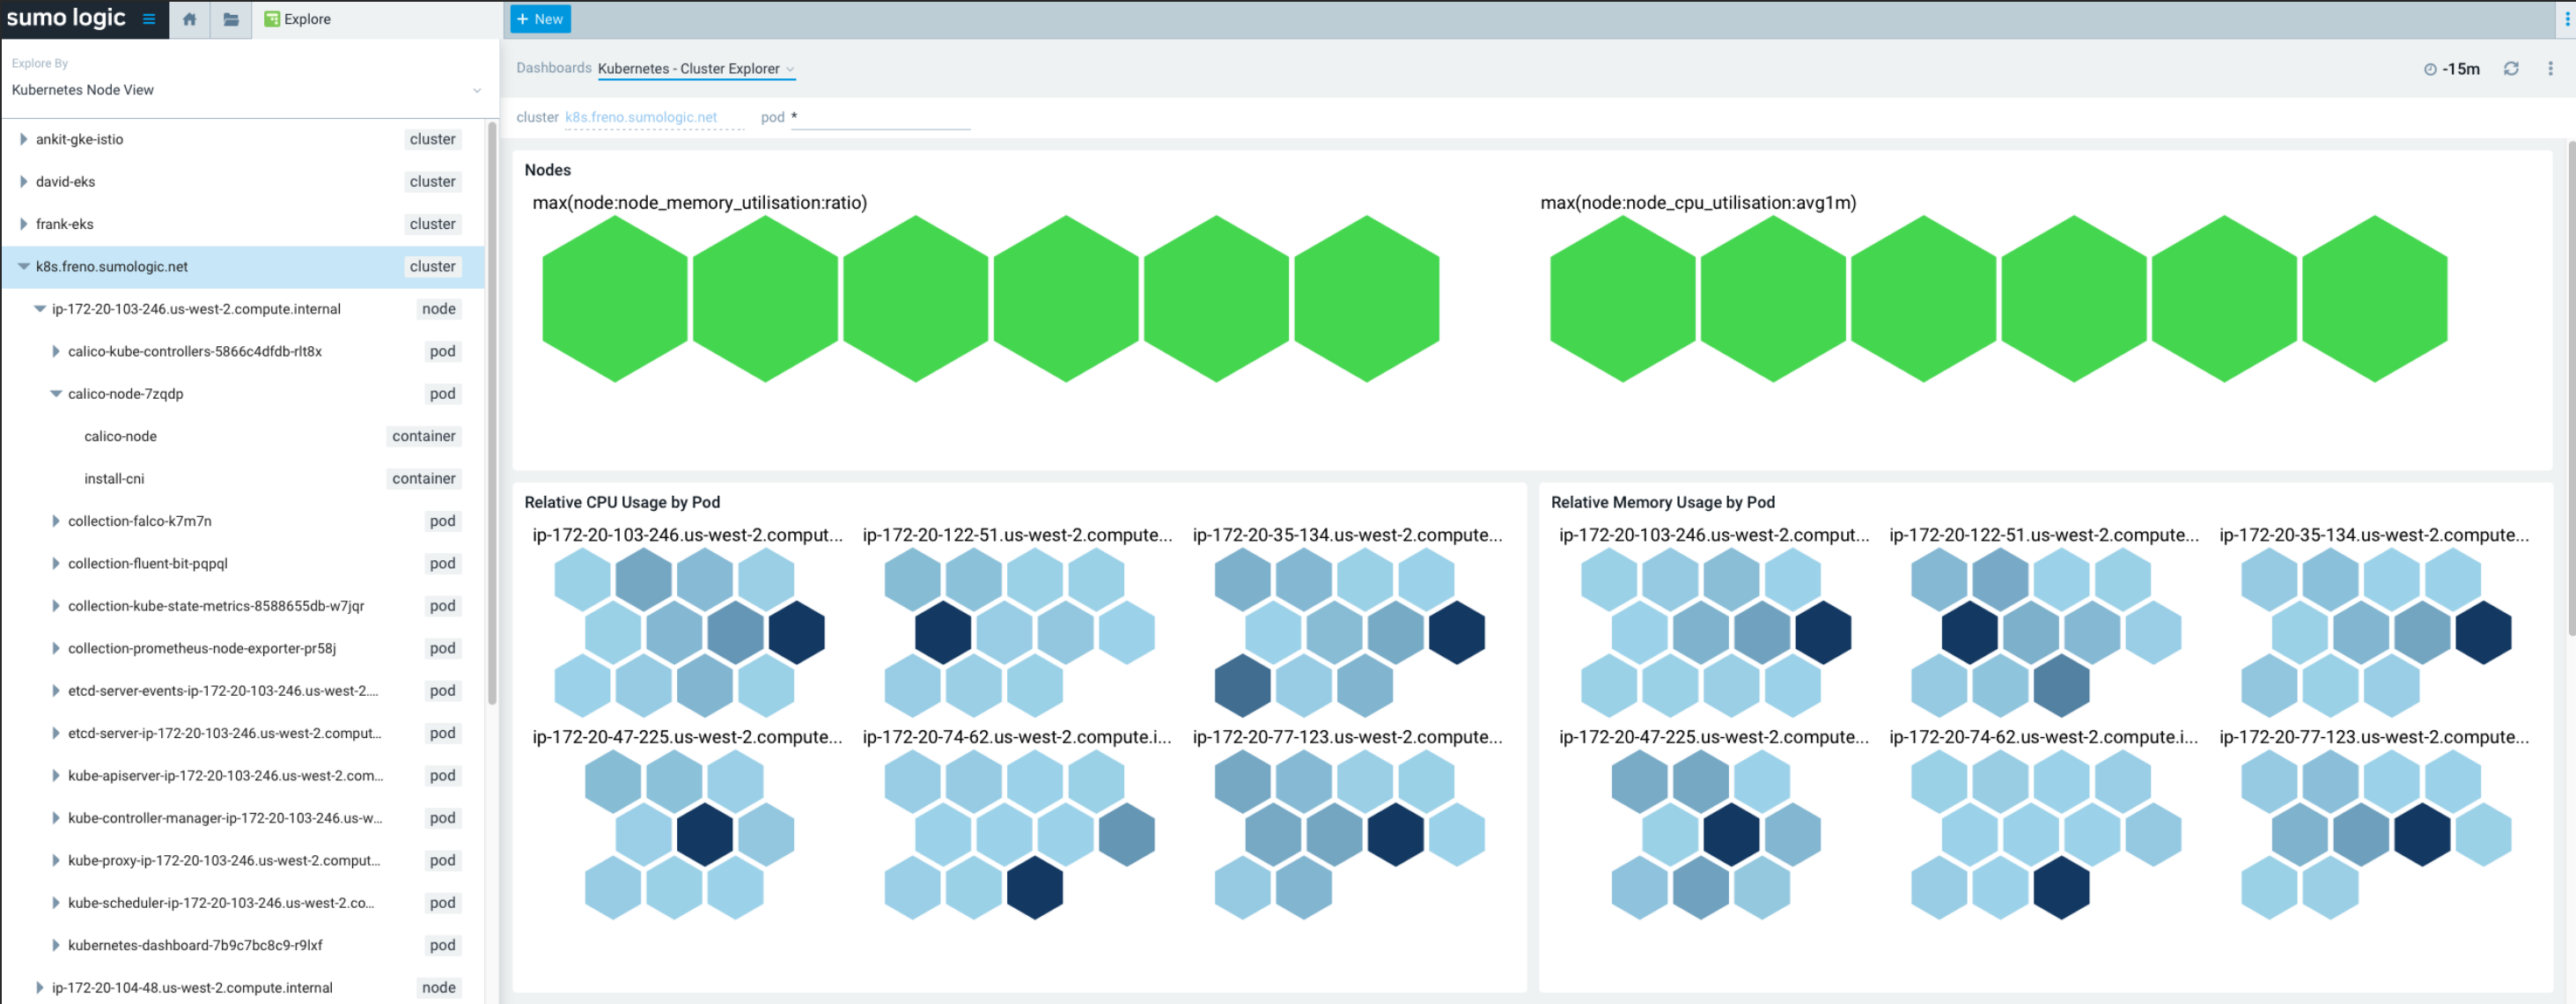 sumo logic
Explore
+ New
Explore By
Kubernetes Node View
ankit-gke-istio cluster
david-eks cluster
frank-eks cluster
k8s.freno.sumologic.net cluster
ip-172-20-103-246.us-west-2.compute.internal node
calico-kube-controllers-5866c4dfdb-rlt8x pod
calico-node-7zqdp pod
calico-node container
install-cni container
collection-falco-k7m7n pod
collection-fluent-bit-pqpql pod
collection-kube-state-metrics-8588655db-w7jqr pod
collection-prometheus-node-exporter-pr58j pod
etcd-server-events-ip-172-20-103-246.us-west-2.... pod
etcd-server-ip-172-20-103-246.us-west-2.comput... pod
kube-apiserver-ip-172-20-103-246.us-west-2.com... pod
kube-controller-manager-ip-172-20-103-246.us-w... pod
kube-proxy-ip-172-20-103-246.us-west-2.comput... pod
kube-scheduler-ip-172-20-103-246.us-west-2.co... pod
kubernetes-dashboard-7b9c7bc8c9-r9lxf pod
ip-172-20-104-48.us-west-2.compute.internal node
Dashboards Kubernetes - Cluster Explorer
-15m
cluster k8s.freno.sumologic.net pod *
Nodes
max(node:node_memory_utilisation:ratio)
max(node:node_cpu_utilisation:avg1m)
Relative CPU Usage by Pod
ip-172-20-103-246.us-west-2.comput...
ip-172-20-122-51.us-west-2.compute...
ip-172-20-35-134.us-west-2.compute...
ip-172-20-47-225.us-west-2.compute...
ip-172-20-74-62.us-west-2.compute.i...
ip-172-20-77-123.us-west-2.compute...
Relative Memory Usage by Pod
ip-172-20-103-246.us-west-2.comput...
ip-172-20-122-51.us-west-2.compute...
ip-172-20-35-134.us-west-2.compute...
ip-172-20-47-225.us-west-2.compute...
ip-172-20-74-62.us-west-2.compute.i...
ip-172-20-77-123.us-west-2.compute...